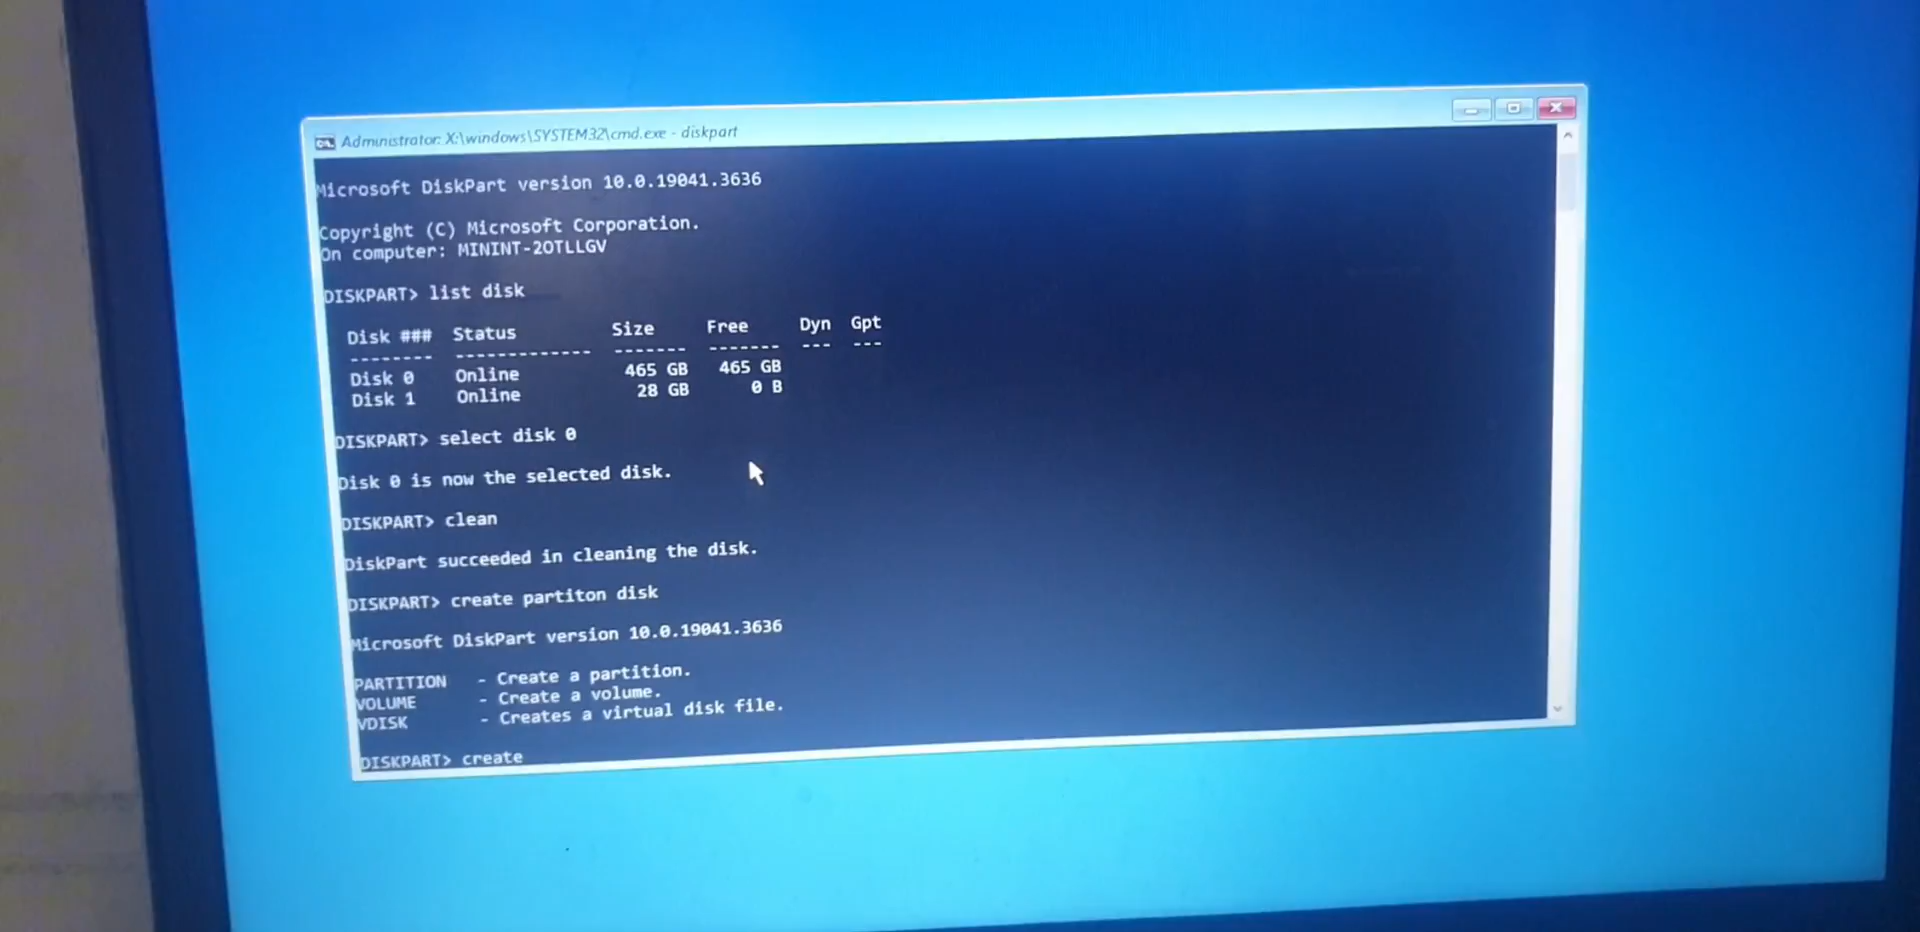 Administrator: X:\windows\SYSTEM32\cmd.exe - diskpart
Microsoft DiskPart version 10.0.19041.3636
Copyright (C) Microsoft Corporation.
On computer: MININT-2OTLLGV
DISKPART> list disk
Disk ### Status Size Free Dyn Gpt
-------- ------------- ------- ------- --- ---
Disk 0 Online 465 GB 465 GB
Disk 1 Online 28 GB 0 B
DISKPART> select disk 0
Disk 0 is now the selected disk.
DISKPART> clean
DiskPart succeeded in cleaning the disk.
DISKPART> create partiton disk
Microsoft DiskPart version 10.0.19041.3636
PARTITION - Create a partition.
VOLUME - Create a volume.
VDISK - Creates a virtual disk file.
DISKPART> create